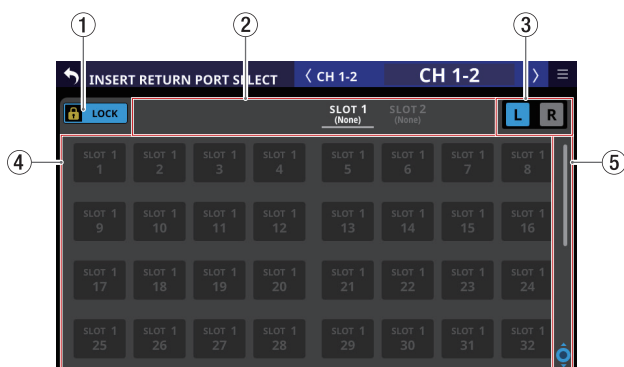 1 2 3
INSERT RETURN PORT SELECT 〈 CH 1-2 CH 1-2 〉
LOCK SLOT 1 SLOT 2 L R
(None) (None)
4 5
SLOT 1 SLOT 1 SLOT 1 SLOT 1 SLOT 1 SLOT 1 SLOT 1 SLOT 1
1 2 3 4 5 6 7 8
SLOT 1 SLOT 1 SLOT 1 SLOT 1 SLOT 1 SLOT 1 SLOT 1 SLOT 1
9 10 11 12 13 14 15 16
SLOT 1 SLOT 1 SLOT 1 SLOT 1 SLOT 1 SLOT 1 SLOT 1 SLOT 1
17 18 19 20 21 22 23 24
SLOT 1 SLOT 1 SLOT 1 SLOT 1 SLOT 1 SLOT 1 SLOT 1 SLOT 1
25 26 27 28 29 30 31 32